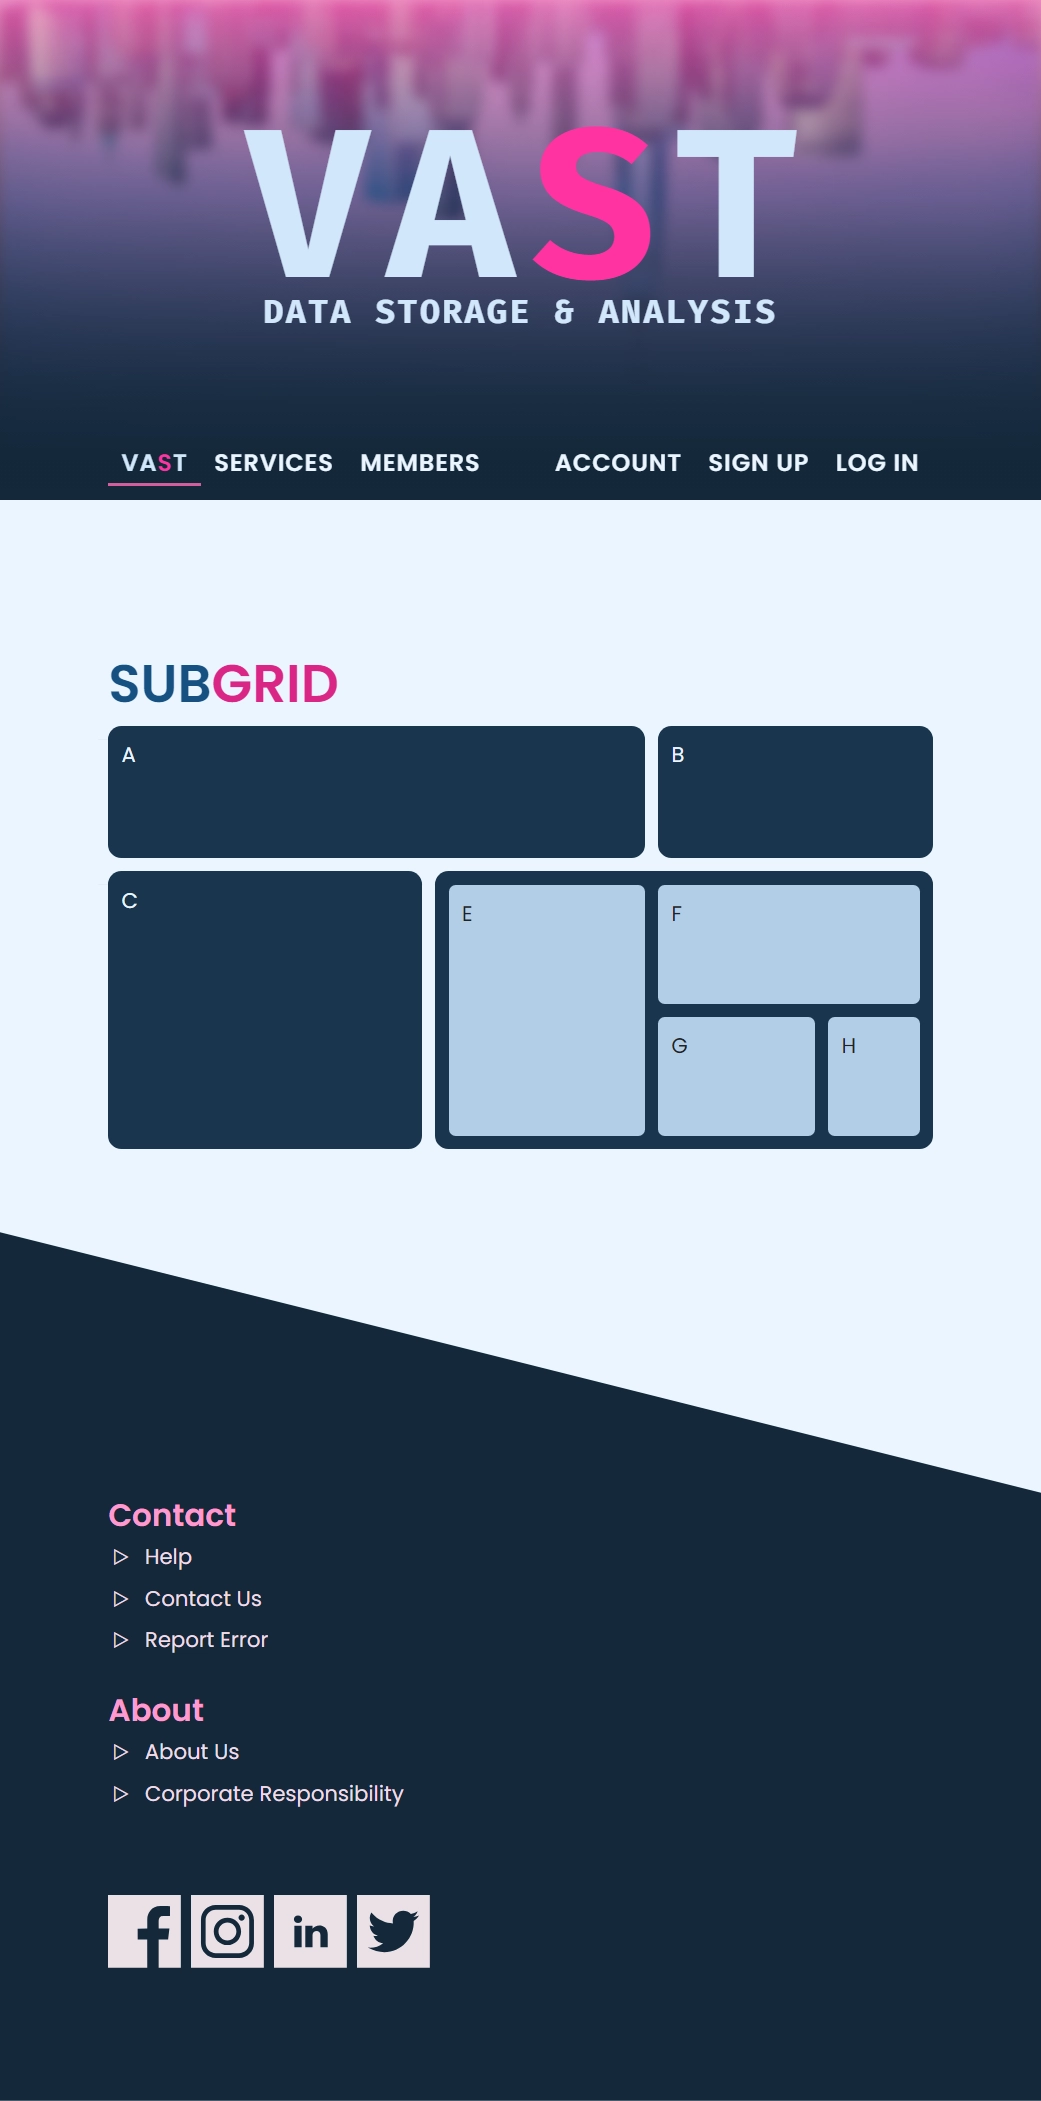 VAST
DATA STORAGE & ANALYSIS
VAST SERVICES MEMBERS ACCOUNT SIGN UP LOG IN
SUBGRID
A
B
C
E
F
G
H
Contact
Help
Contact Us
Report Error
About
About Us
Corporate Responsibility
f
in